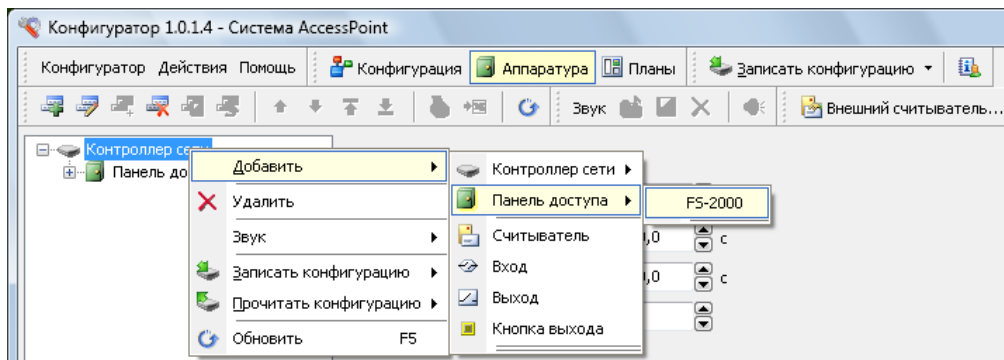 Конфигуратор 1.0.1.4 - Система AccessPoint
Конфигуратор Действия Помощь Конфигурация Аппаратура Планы Записать конфигурацию
Звук Внешний считыватель...
Контроллер сети
Панель до
Добавить
Удалить
Звук
Записать конфигурацию
Прочитать конфигурацию
Обновить F5
Контроллер сети
Панель доступа
Считыватель
Вход
Выход
Кнопка выхода
FS-2000
,0 с
,0 с